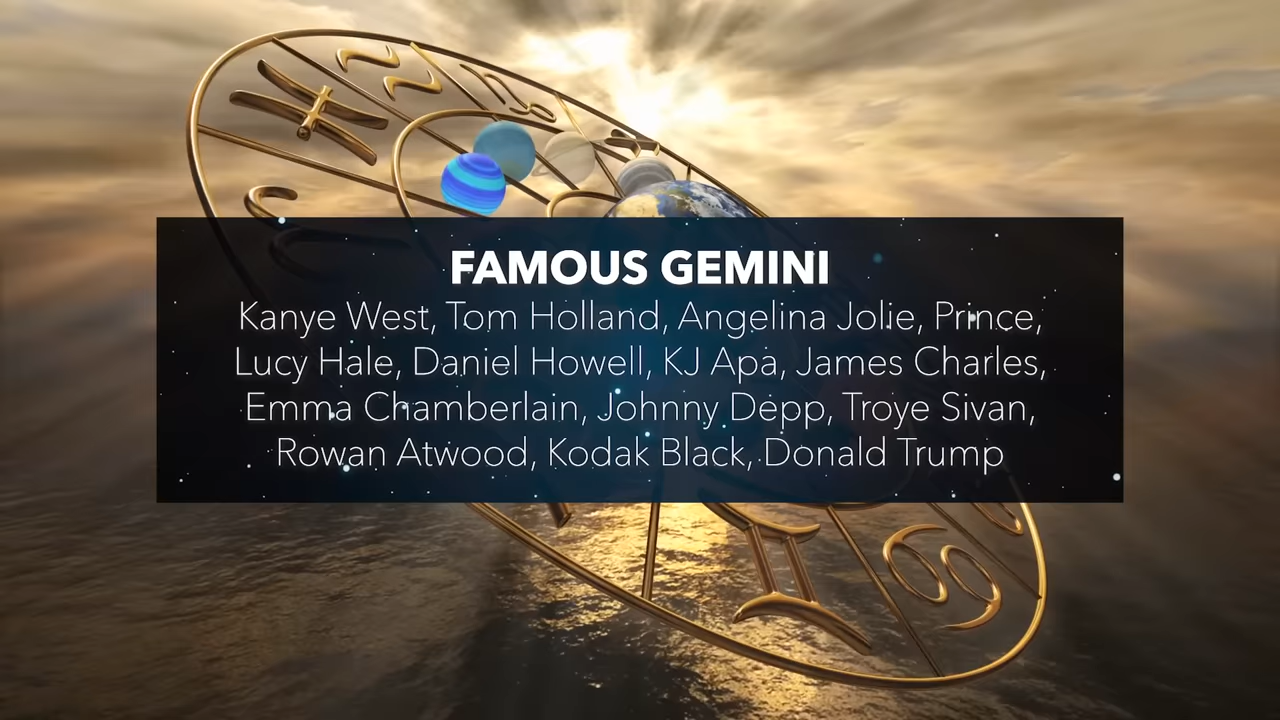 FAMOUS GEMINI
Kanye West, Tom Holland, Angelina Jolie, Prince,
Lucy Hale, Daniel Howell, KJ Apa, James Charles,
Emma Chamberlain, Johnny Depp, Troye Sivan,
Rowan Atwood, Kodak Black, Donald Trump